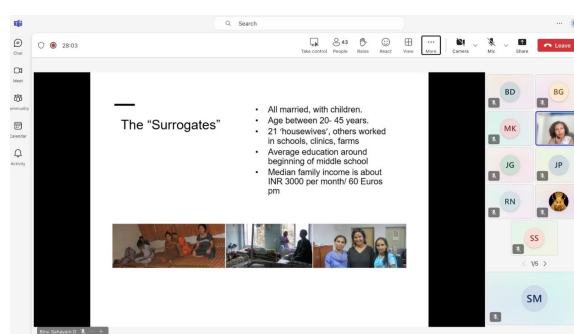 Search
28:03
Take control
43
People
Raise
React
View
More
Camera
Mic
Share
Leave
Chat
Meet
Calendar
Activity
The “Surrogates”
• All married, with children.
• Age between 20- 45 years.
• 21 ‘housewives’, others worked
in schools, clinics, farms
• Average education around
beginning of middle school
• Median family income is about
INR 3000 per month/ 60 Euros
pm
BD
BG
MK
JG
JP
RN
SS
1/5
SM